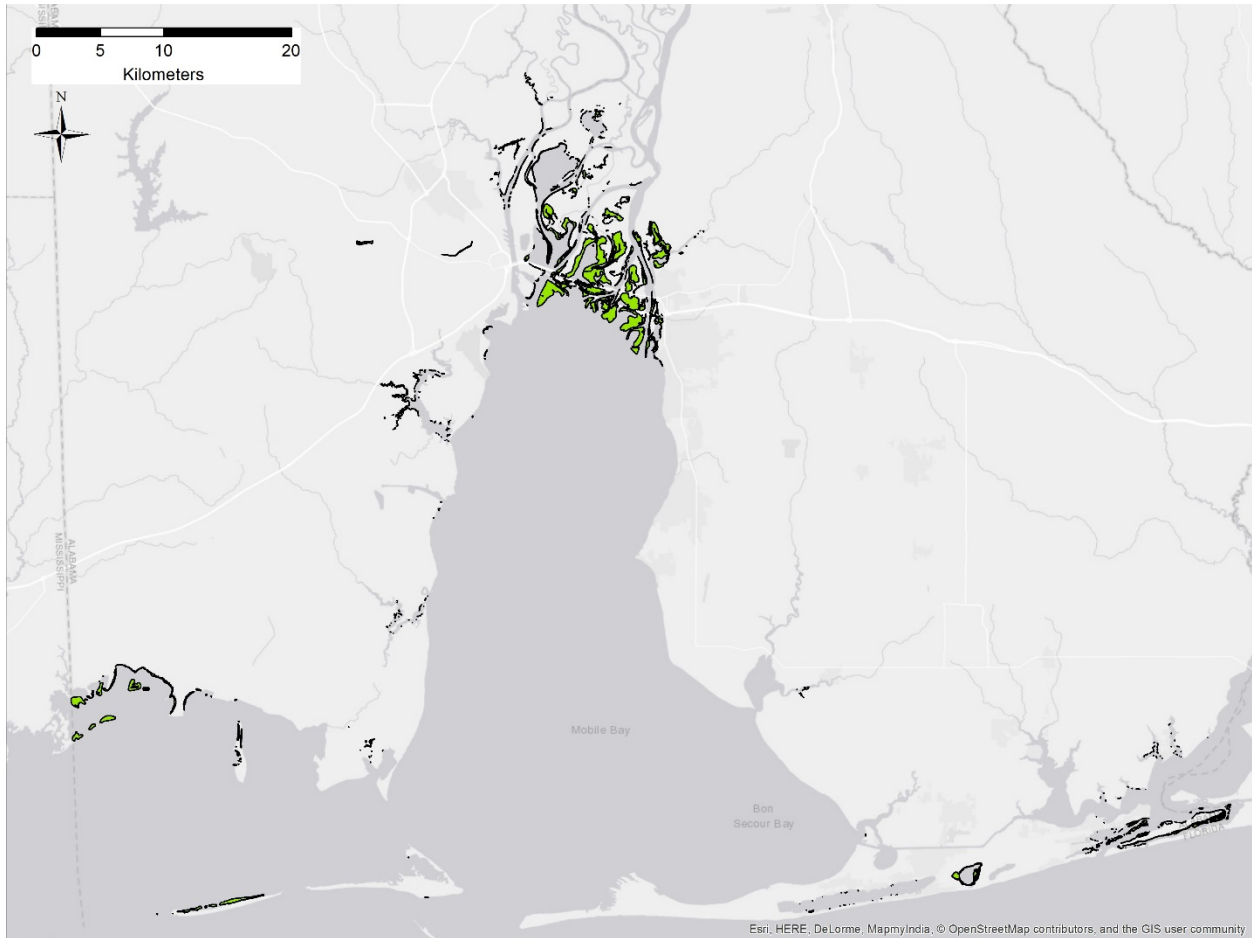 0 5 10 20
Kilometers
N
ALABAMA
MISSISSIPPI
Mobile Bay
Bon
Secour Bay
FLORIDA
Esri, HERE, DeLorme, MapmyIndia, © OpenStreetMap contributors, and the GIS user community